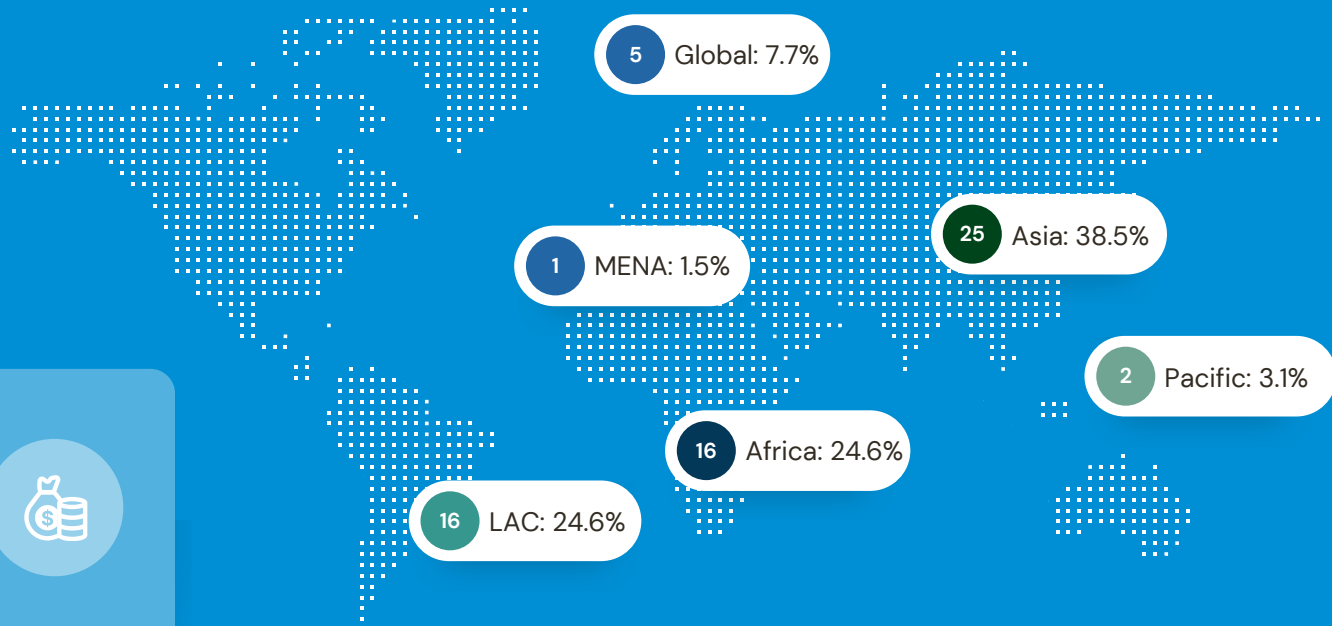 5 Global: 7.7%
25 Asia: 38.5%
1 MENA: 1.5%
2 Pacific: 3.1%
16 Africa: 24.6%
16 LAC: 24.6%
$